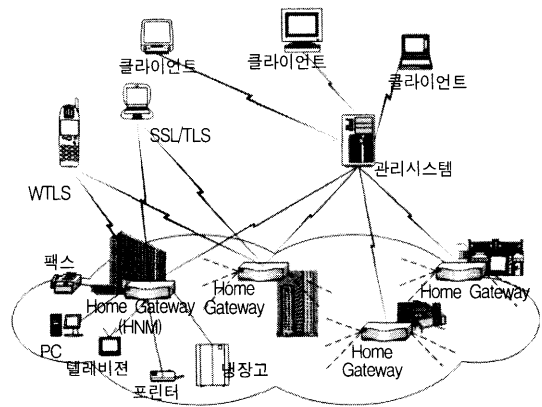 클라이언트
클라이언트
클라이언트
SSL/TLS
관리시스템
WTLS
팩스
Home Gateway
(HNM)
Home
Gateway
Home Gateway
Home
Gateway
PC
텔레비젼
프린터
냉장고